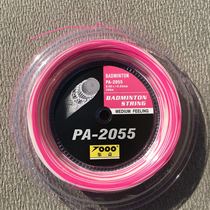 BADMINTON
PA-2055
BADMINTON
STRING
MEDIUM FEELING
PA-2055
7000